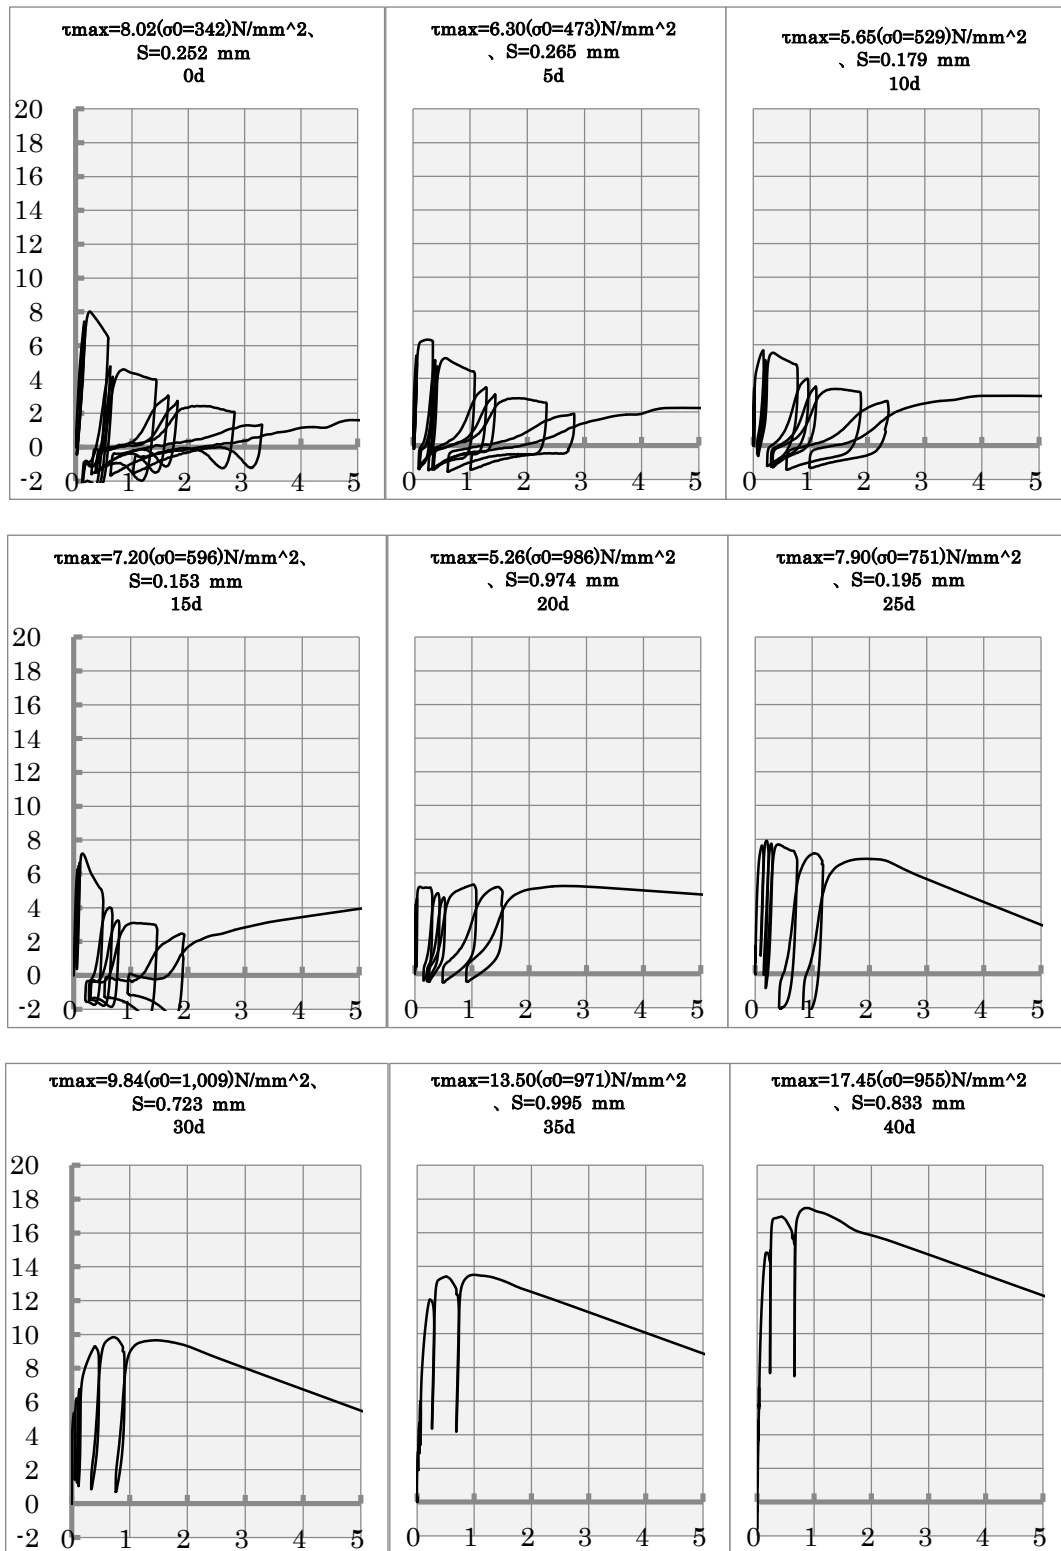 τmax=8.02(σ0=342)N/mm^2、
S=0.252 mm
0d
20
18
16
14
12
10
8
6
4
2
0
-2
0 1 2 3 4 5
τmax=6.30(σ0=473)N/mm^2
、S=0.265 mm
5d
0 1 2 3 4 5
τmax=5.65(σ0=529)N/mm^2
、S=0.179 mm
10d
0 1 2 3 4 5
τmax=7.20(σ0=596)N/mm^2、
S=0.153 mm
15d
20
18
16
14
12
10
8
6
4
2
0
-2
0 1 2 3 4 5
τmax=5.26(σ0=986)N/mm^2
、S=0.974 mm
20d
0 1 2 3 4 5
τmax=7.90(σ0=751)N/mm^2
、S=0.195 mm
25d
0 1 2 3 4 5
τmax=9.84(σ0=1,009)N/mm^2、
S=0.723 mm
30d
20
18
16
14
12
10
8
6
4
2
0
-2
0 1 2 3 4 5
τmax=13.50(σ0=971)N/mm^2
、S=0.995 mm
35d
0 1 2 3 4 5
τmax=17.45(σ0=955)N/mm^2
、S=0.833 mm
40d
0 1 2 3 4 5